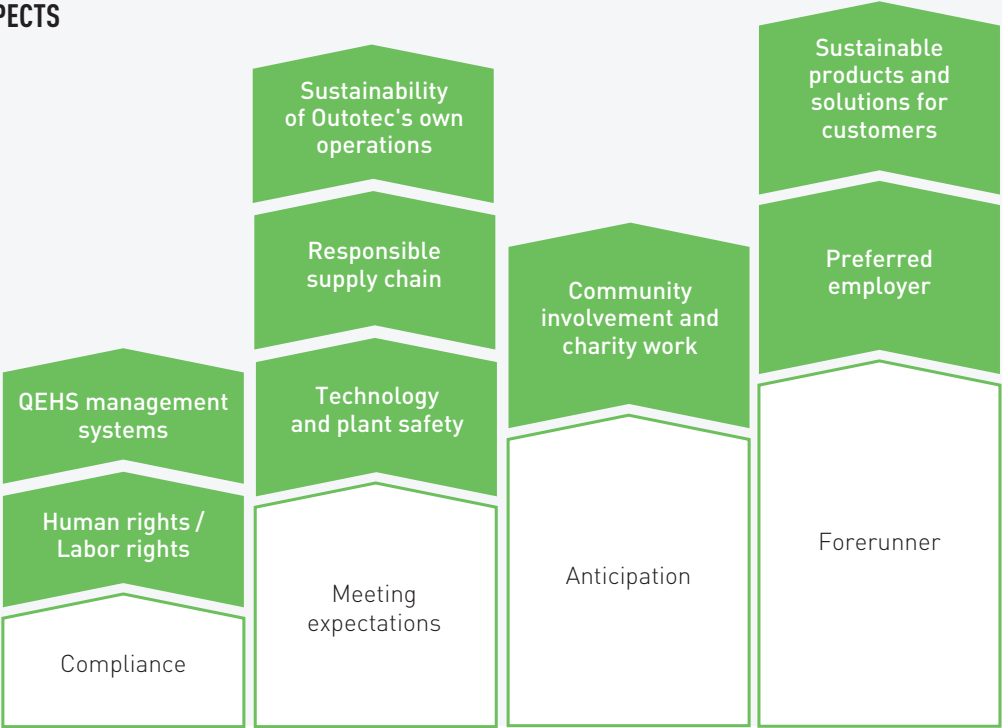 PECTS
QEHS management
systems
Human rights /
Labor rights
Compliance
Sustainability
of Outotec's own
operations
Responsible
supply chain
Technology
and plant safety
Meeting
expectations
Community
involvement and
charity work
Anticipation
Sustainable
products and
solutions for
customers
Preferred
employer
Forerunner